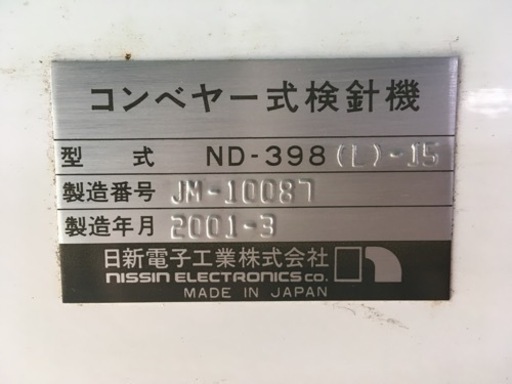 コンベヤー式検針機
型 式 ND-398(L)-15
製造番号 JM-10087
製造年月 2001-3
日新電子工業株式会社
NISSIN ELECTRONICS CO.
MADE IN JAPAN